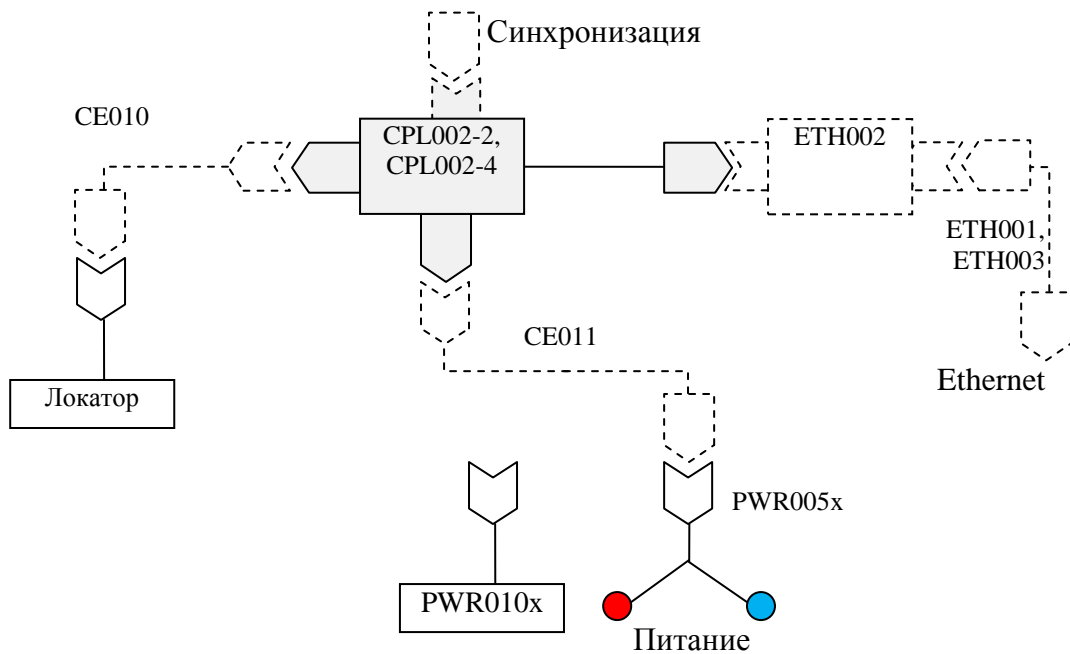 Синхронизация
CE010
CPL002-2,
CPL002-4
ETH002
ETH001,
ETH003
CE011
Ethernet
Локатор
PWR005x
PWR010x
Питание